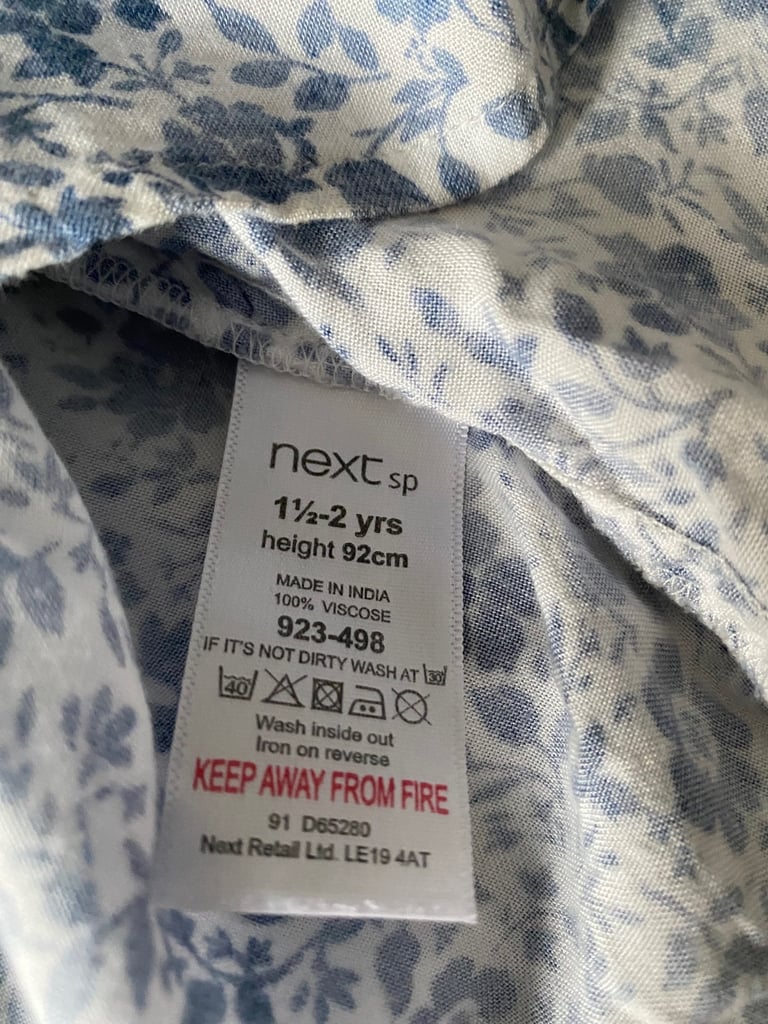 next sp
1½-2 yrs
height 92cm
MADE IN INDIA
100% VISCOSE
923-498
IF IT'S NOT DIRTY WASH AT 30°
40
Wash inside out
Iron on reverse
KEEP AWAY FROM FIRE
91 D65280
Next Retail Ltd. LE19 4AT